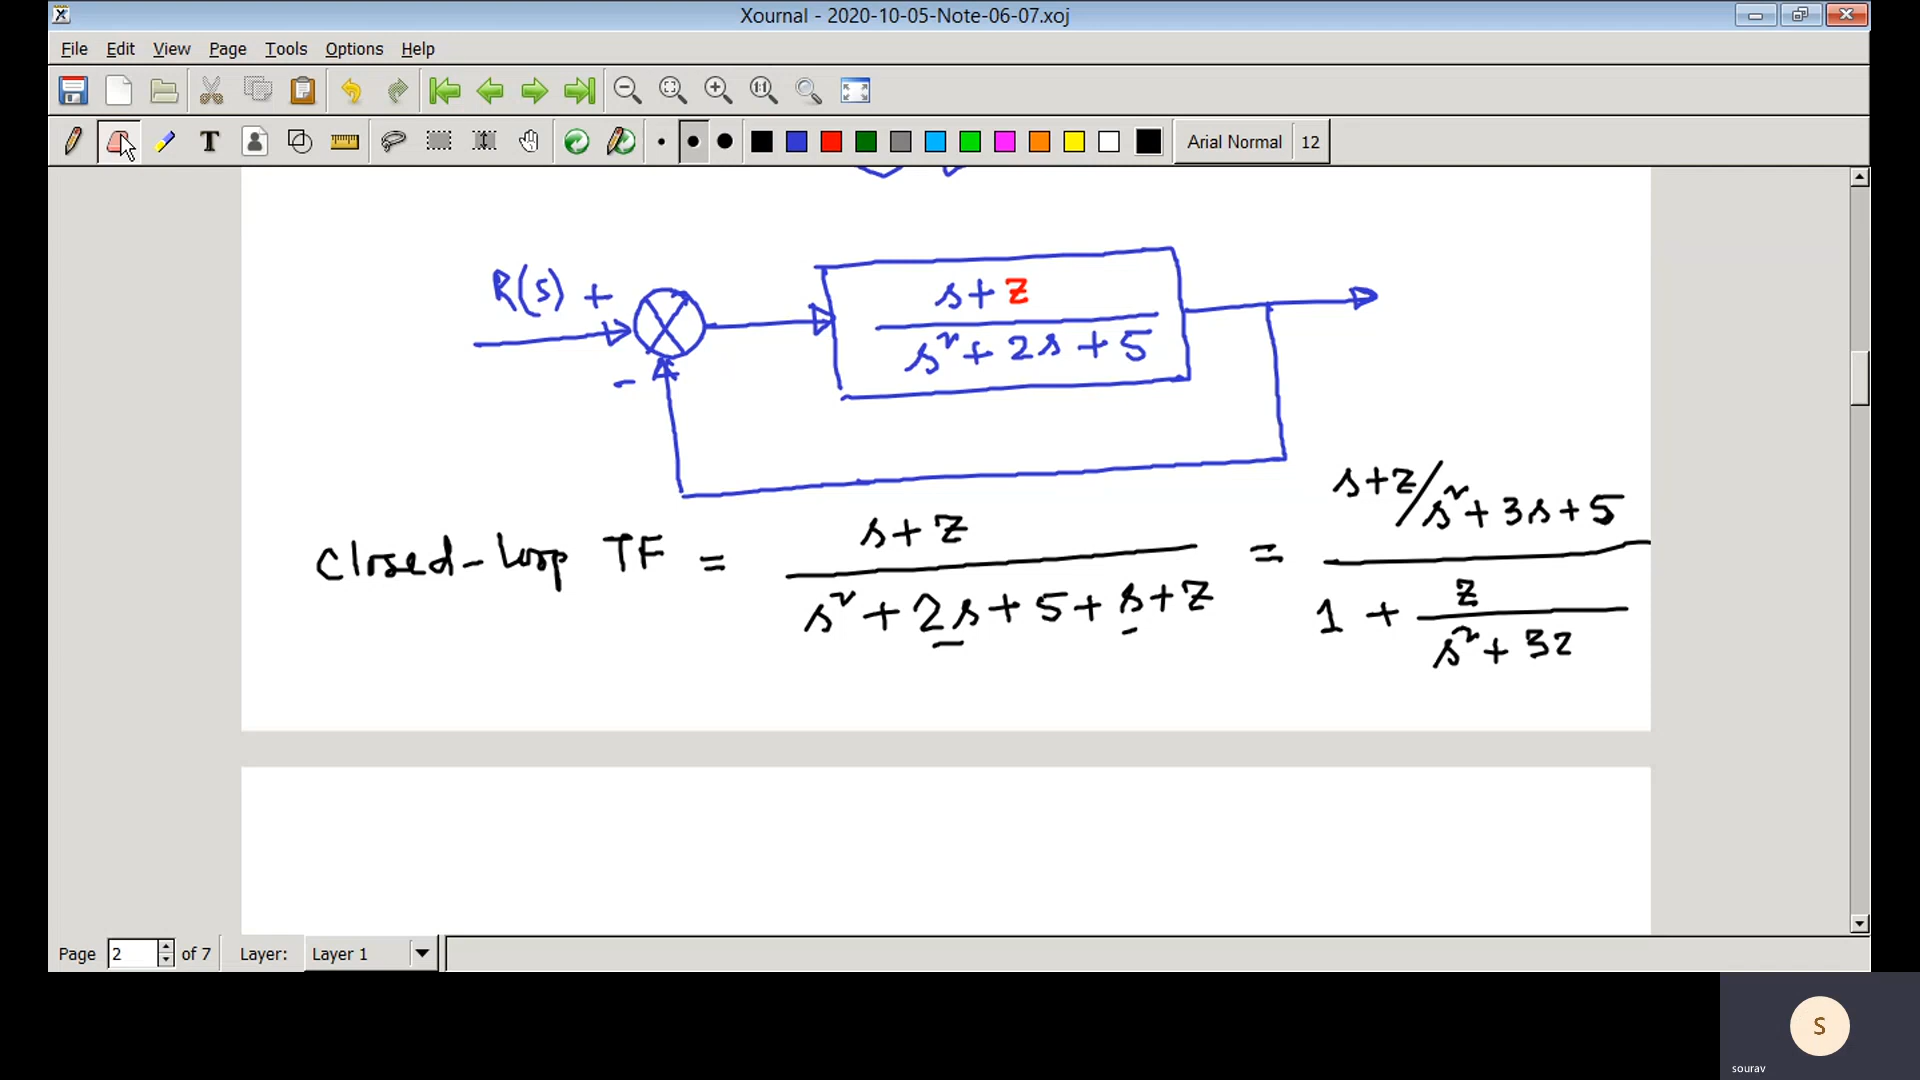 Xournal - 2020-10-05-Note-06-07.xoj
File Edit View Page Tools Options Help
Arial Normal 12
R(s) +
-
s+z
s²+2s+5
Closed-loop TF = s+z / s²+2s+5+s+z = s+z/s²+3s+5 / 1 + z / s²+3z
Page 2 of 7 Layer: Layer 1
S
sourav